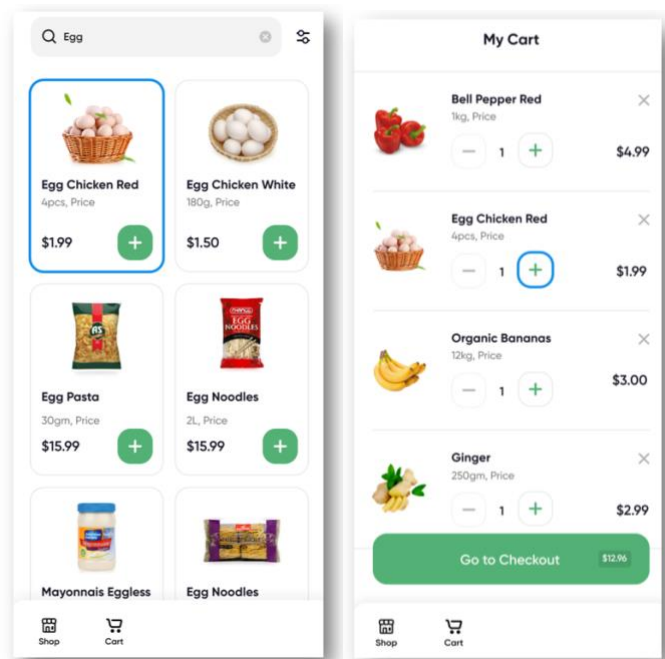 Egg
Egg Chicken Red
4pcs, Price
$1.99
Egg Chicken White
180g, Price
$1.50
EGG
NOODLES
Egg Pasta
30gm, Price
$15.99
Egg Noodles
2L, Price
$15.99
Mayonnais Eggless
Egg Noodles
Shop
Cart
My Cart
Bell Pepper Red
1kg, Price
1
$4.99
Egg Chicken Red
4pcs, Price
1
$1.99
Organic Bananas
12kg, Price
1
$3.00
Ginger
250gm, Price
1
$2.99
Go to Checkout
$12.96
Shop
Cart